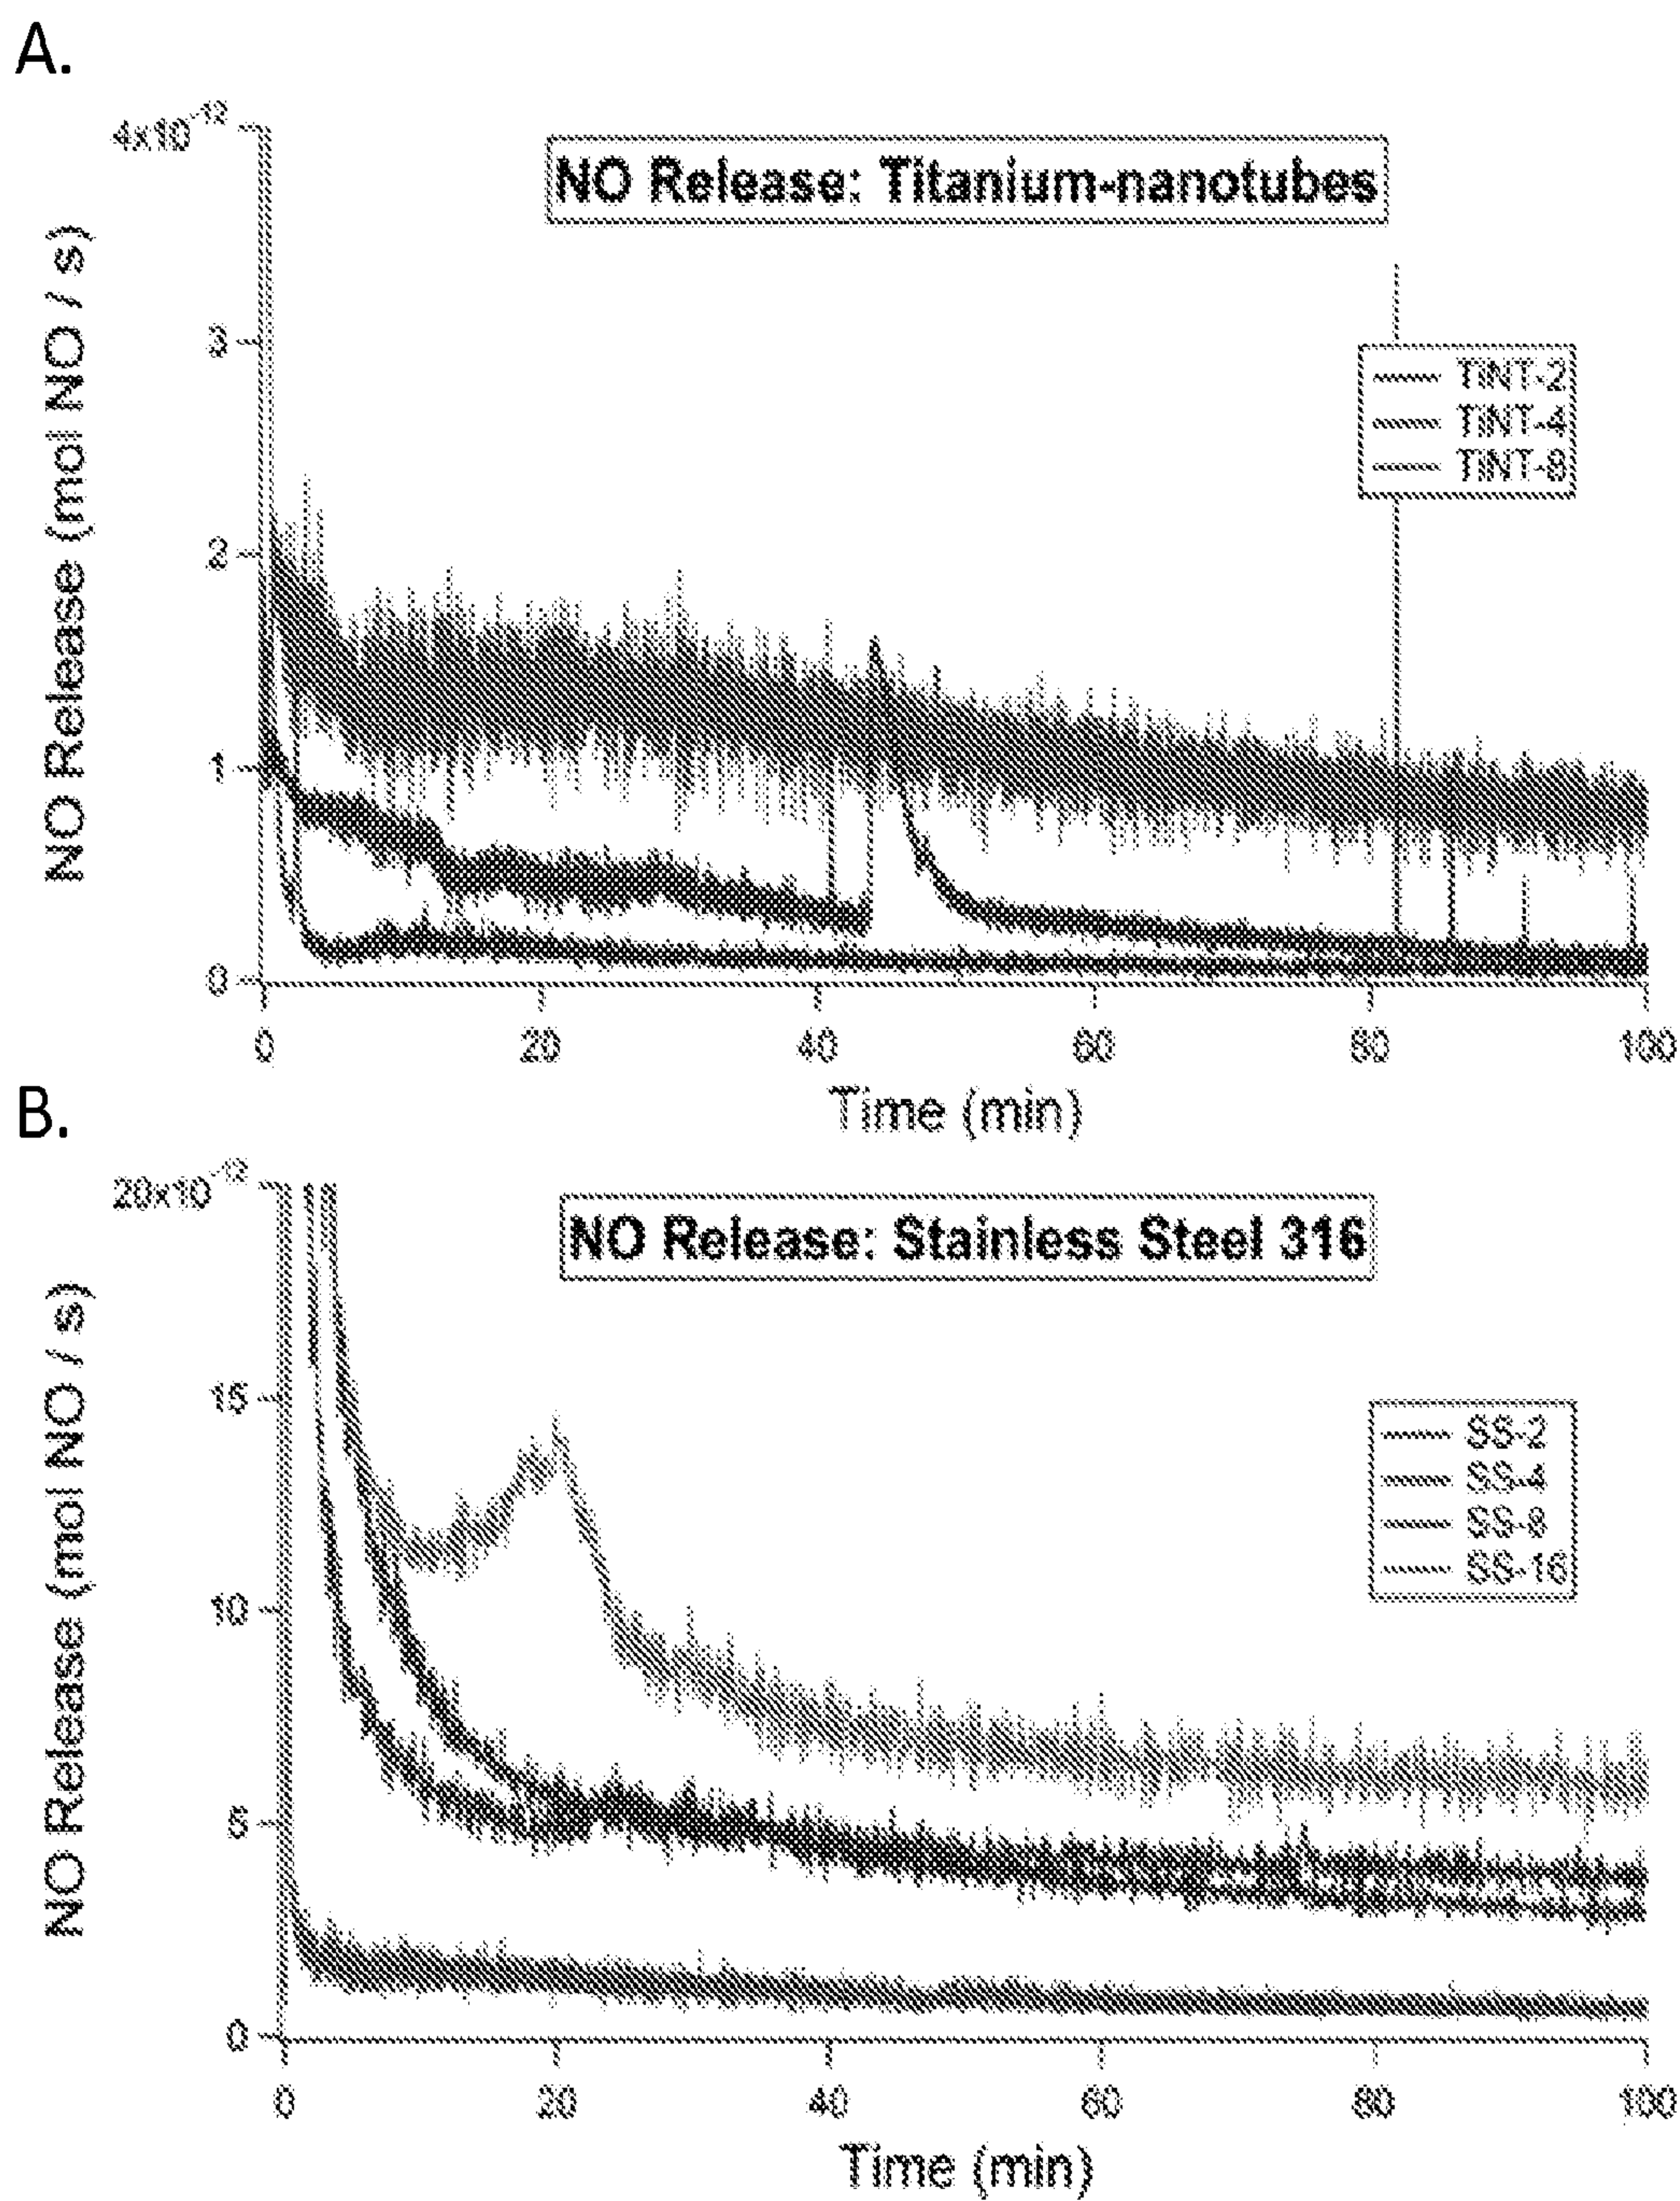 A.
4x10⁻¹²
NO Release: Titanium-nanotubes
NO Release (mol NO / s)
3
2
1
0
TiNT-2
TiNT-4
TiNT-8
0 20 40 60 80 100
Time (min)
B.
20x10⁻¹²
NO Release: Stainless Steel 316
NO Release (mol NO / s)
15
10
5
0
SS-2
SS-4
SS-8
SS-16
0 20 40 60 80 100
Time (min)